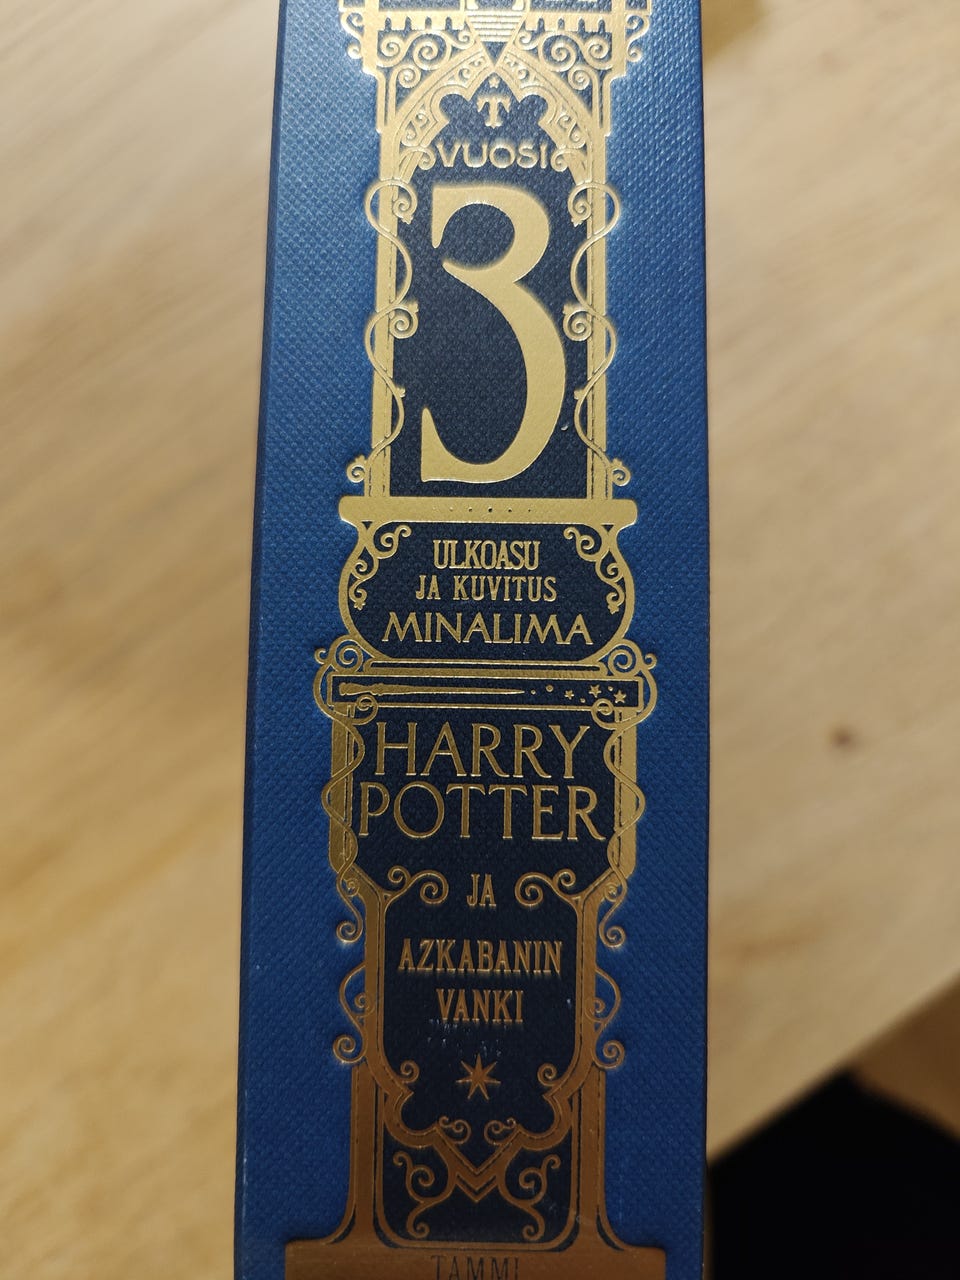 T
VUOSI
3
ULKOASU
JA KUVITUS
MINALIMA
HARRY
POTTER
JA
AZKABANIN
VANKI
TAMMI